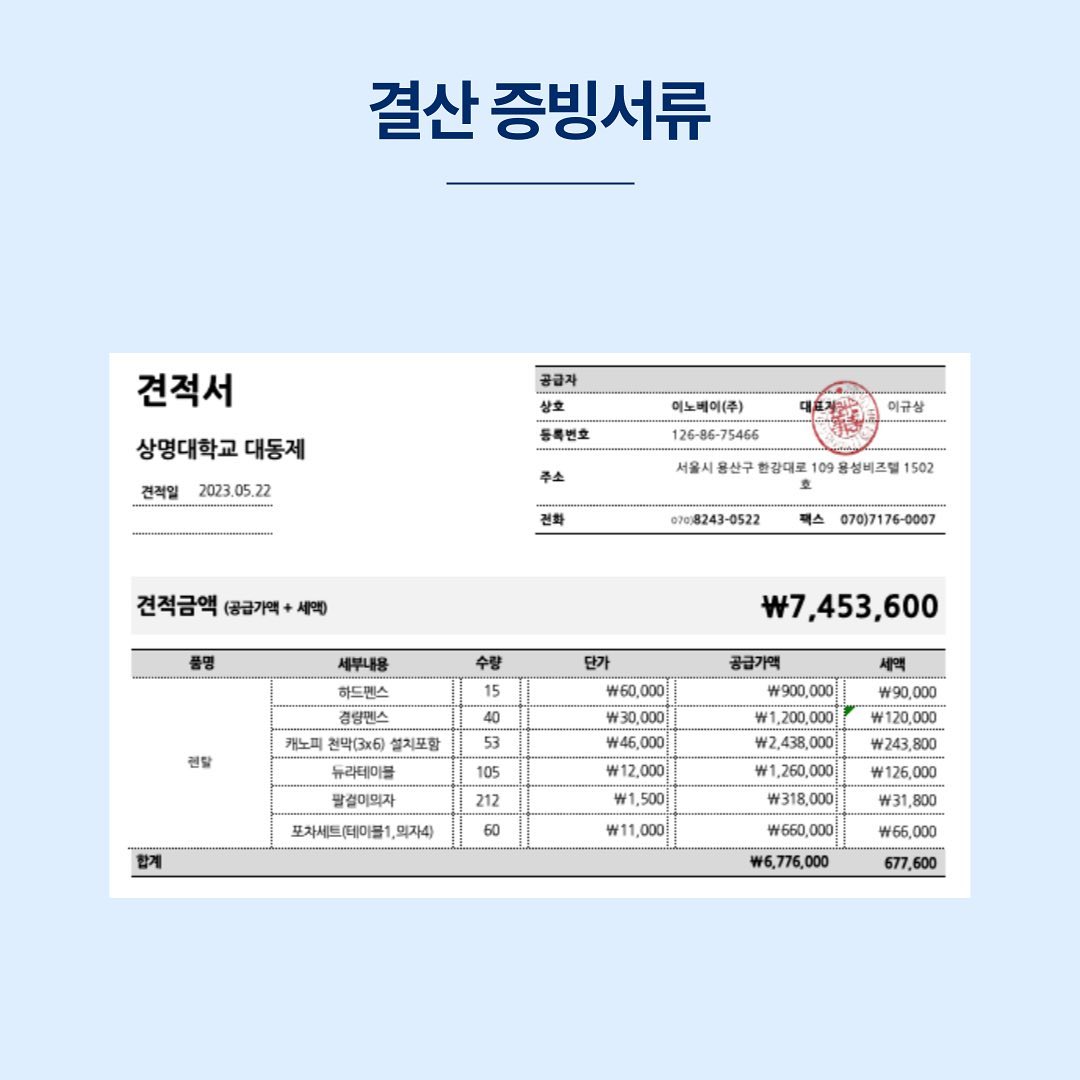 결산 증빙서류
견적서
상명대학교 대동제
견적일 2023.05.22
공급자
상호 이노베이(주) 대표자 이규상
등록번호 126-86-75466
주소 서울시 용산구 한강대로 109 용성비즈텔 1502
호
전화 070)8243-0522 팩스 070)7176-0007
견적금액 (공급가액 + 세액) ₩7,453,600
품명 세부내용 수량 단가 공급가액 세액
하드펜스 15 ₩60,000 ₩900,000 ₩90,000
경량펜스 40 ₩30,000 ₩1,200,000 ₩120,000
캐노피 천막(3x6) 설치포함 53 ₩46,000 ₩2,438,000 ₩243,800
렌탈
듀라테이블 105 ₩12,000 ₩1,260,000 ₩126,000
팔걸이의자 212 ₩1,500 ₩318,000 ₩31,800
포차세트(테이블1,의자4) 60 ₩11,000 ₩660,000 ₩66,000
합계 ₩6,776,000 677,600